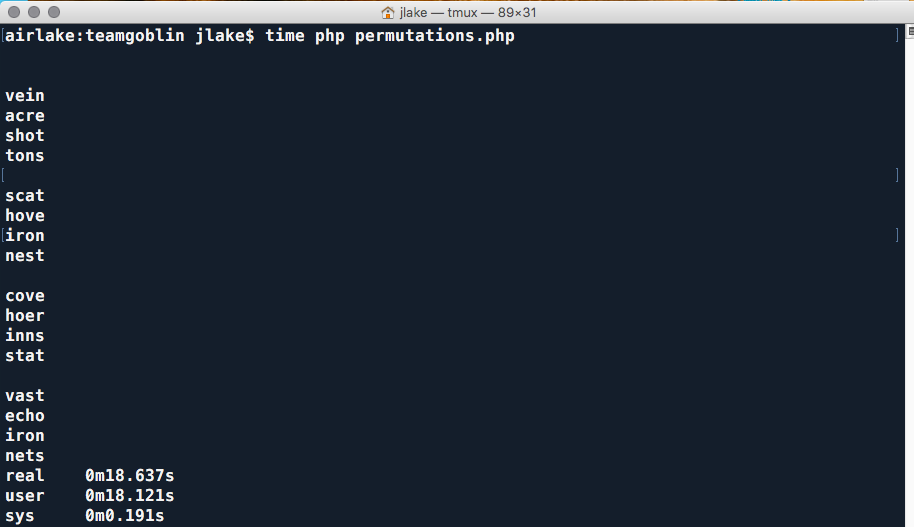 jlake — tmux — 89×31
airlake:teamgoblin jlake$ time php permutations.php
vein
acre
shot
tons
scat
hove
iron
nest
cove
hoer
inns
stat
vast
echo
iron
nets
real    0m18.637s
user    0m18.121s
sys     0m0.191s